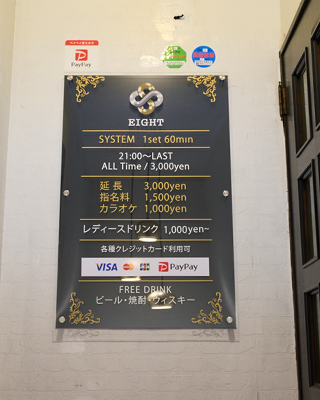 PayPay
EIGHT
SYSTEM 1set 60min
21:00～LAST
ALL Time / 3,000yen
延長 3,000yen
指名料 1,500yen
カラオケ 1,000yen
レディースドリンク 1,000yen~
各種クレジットカード利用可
VISA JCB PayPay
FREE DRINK
ビール・焼酎・ウィスキー